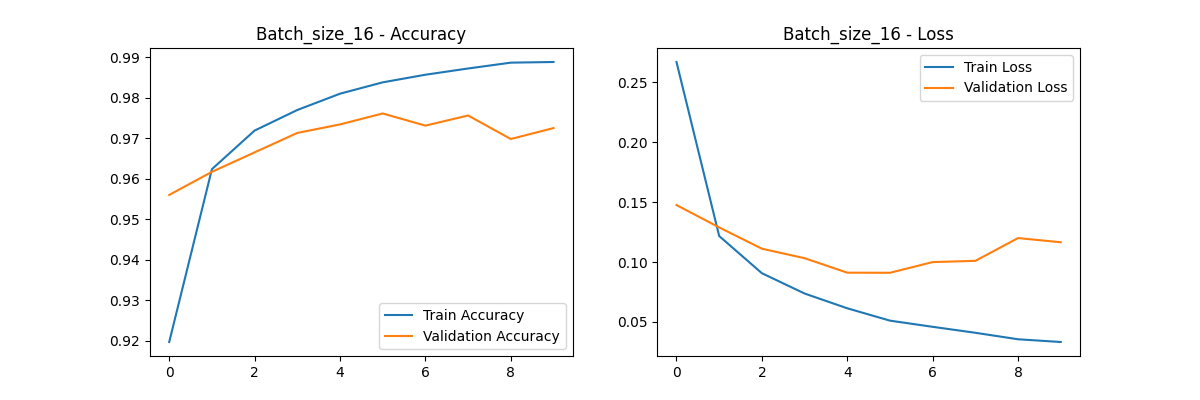 Batch_size_16 - Accuracy
0.99
0.98
0.97
0.96
0.95
0.94
0.93
0.92
Train Accuracy
Validation Accuracy
0 2 4 6 8
Batch_size_16 - Loss
0.25
0.20
0.15
0.10
0.05
Train Loss
Validation Loss
0 2 4 6 8